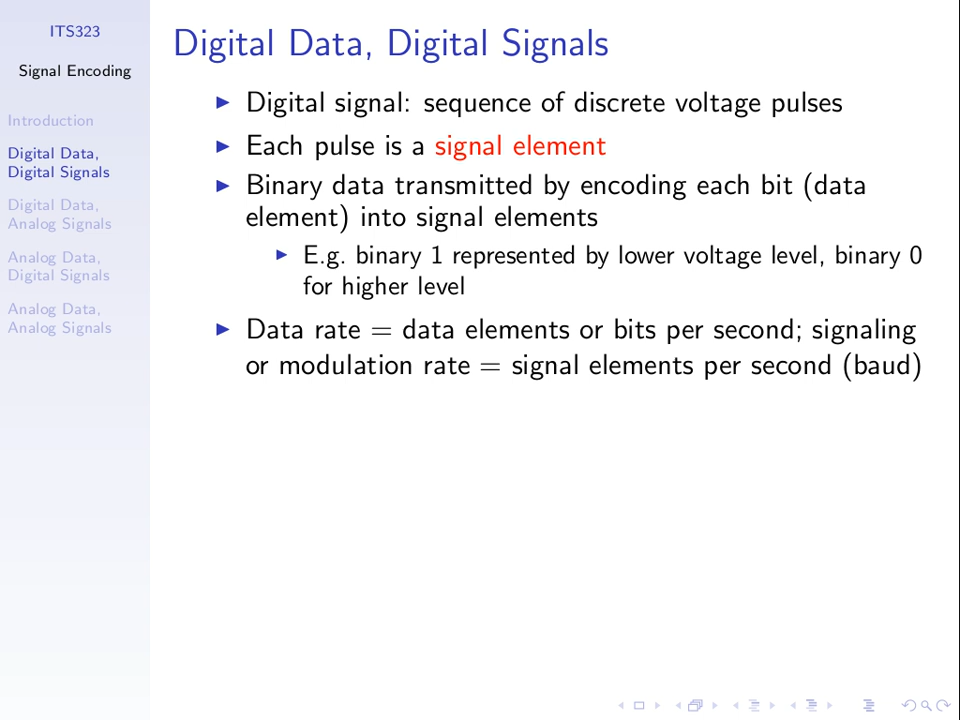 ITS323
Signal Encoding
Introduction
Digital Data,
Digital Signals
Digital Data,
Analog Signals
Analog Data,
Digital Signals
Analog Data,
Analog Signals
Digital Data, Digital Signals
Digital signal: sequence of discrete voltage pulses
Each pulse is a signal element
Binary data transmitted by encoding each bit (data
element) into signal elements
E.g. binary 1 represented by lower voltage level, binary 0
for higher level
Data rate = data elements or bits per second; signaling
or modulation rate = signal elements per second (baud)